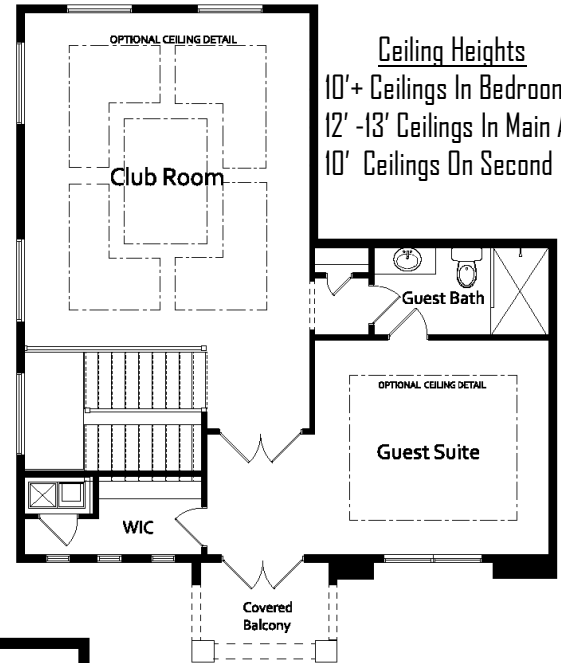 OPTIONAL CEILING DETAIL
Ceiling Heights
10'+ Ceilings In
12' -13' Ceilings In Main
10' Ceilings On Second
Club Room
Guest Bath
OPTIONAL CEILING DETAIL
Guest Suite
WIC
Covered
Balcony